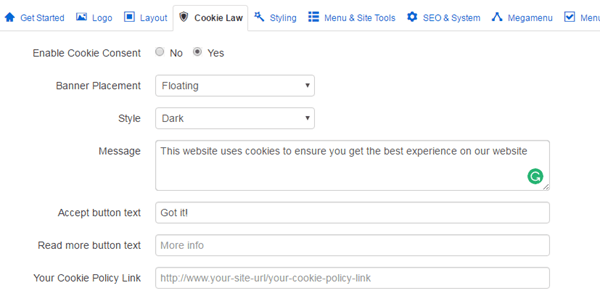 Get Started Logo Layout Cookie Law Styling Menu & Site Tools SEO & System Megamenu Menu
Enable Cookie Consent No Yes
Banner Placement Floating
Style Dark
Message This website uses cookies to ensure you get the best experience on our website
Accept button text Got it!
Read more button text More info
Your Cookie Policy Link http://www.your-site-url/your-cookie-policy-link